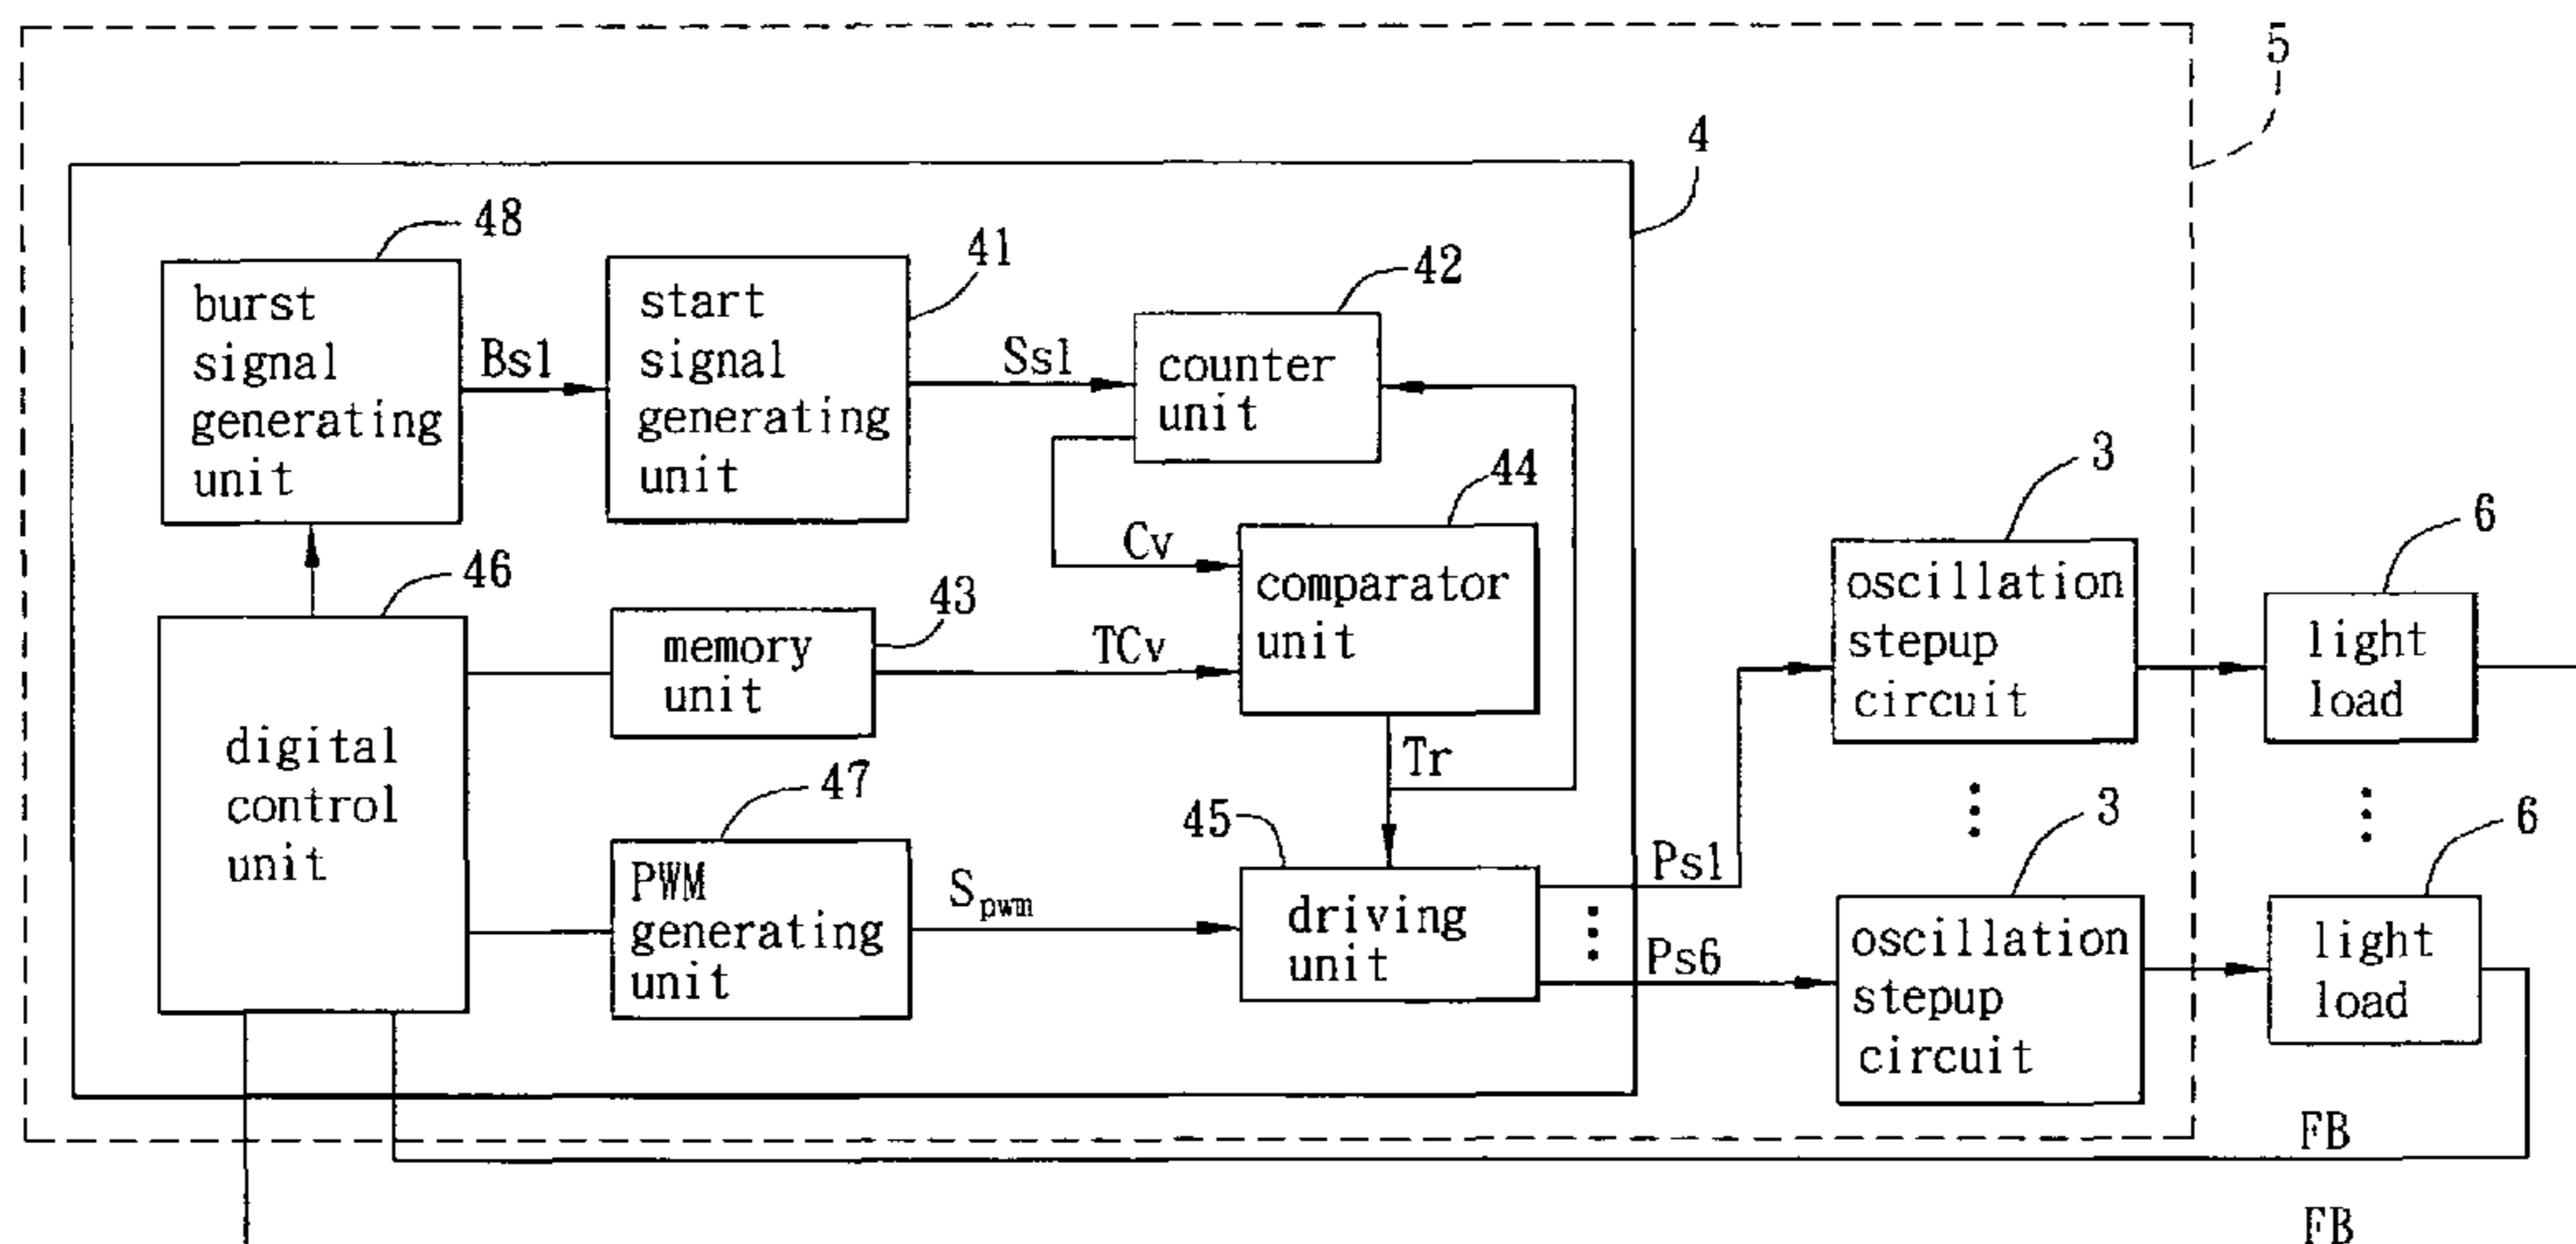 5
4
48
burst
signal
generating
unit
Bs1
41
start
signal
generating
unit
Ss1
42
counter
unit
44
Cv
comparator
unit
3
oscillation
stepup
circuit
6
light
load
46
digital
control
unit
43
memory
unit
TCv
Tr
47
PWM
generating
unit
Spwm
45
driving
unit
Ps1
Ps6
3
oscillation
stepup
circuit
6
light
load
FB
FB